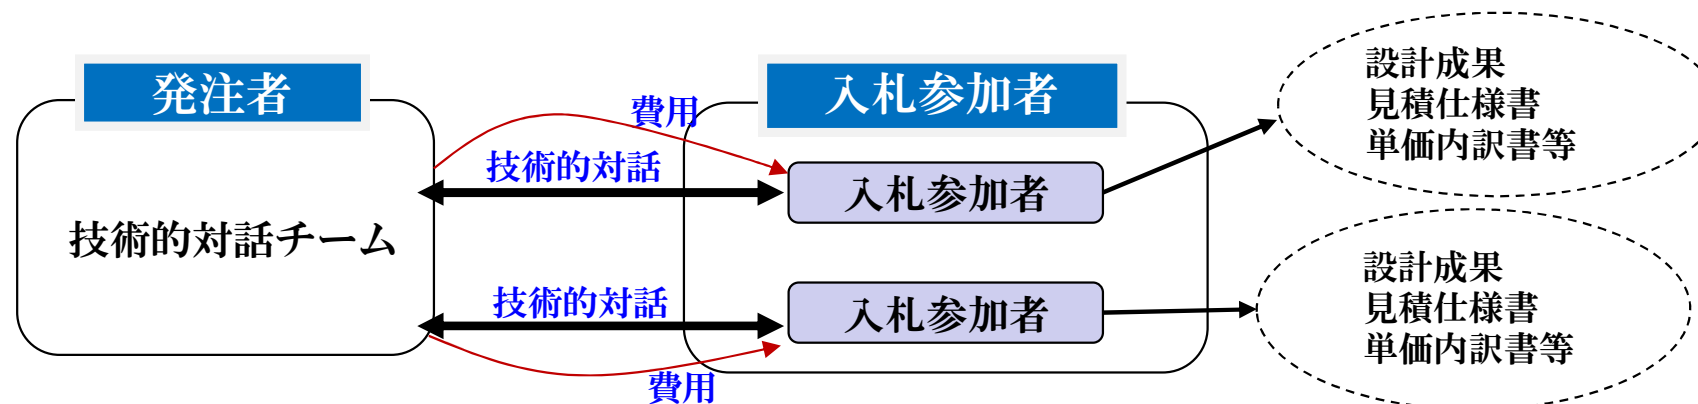 発注者
技術的対話チーム
費用
技術的対話
技術的対話
費用
入札参加者
入札参加者
入札参加者
設計成果
見積仕様書
単価内訳書等
設計成果
見積仕様書
単価内訳書等